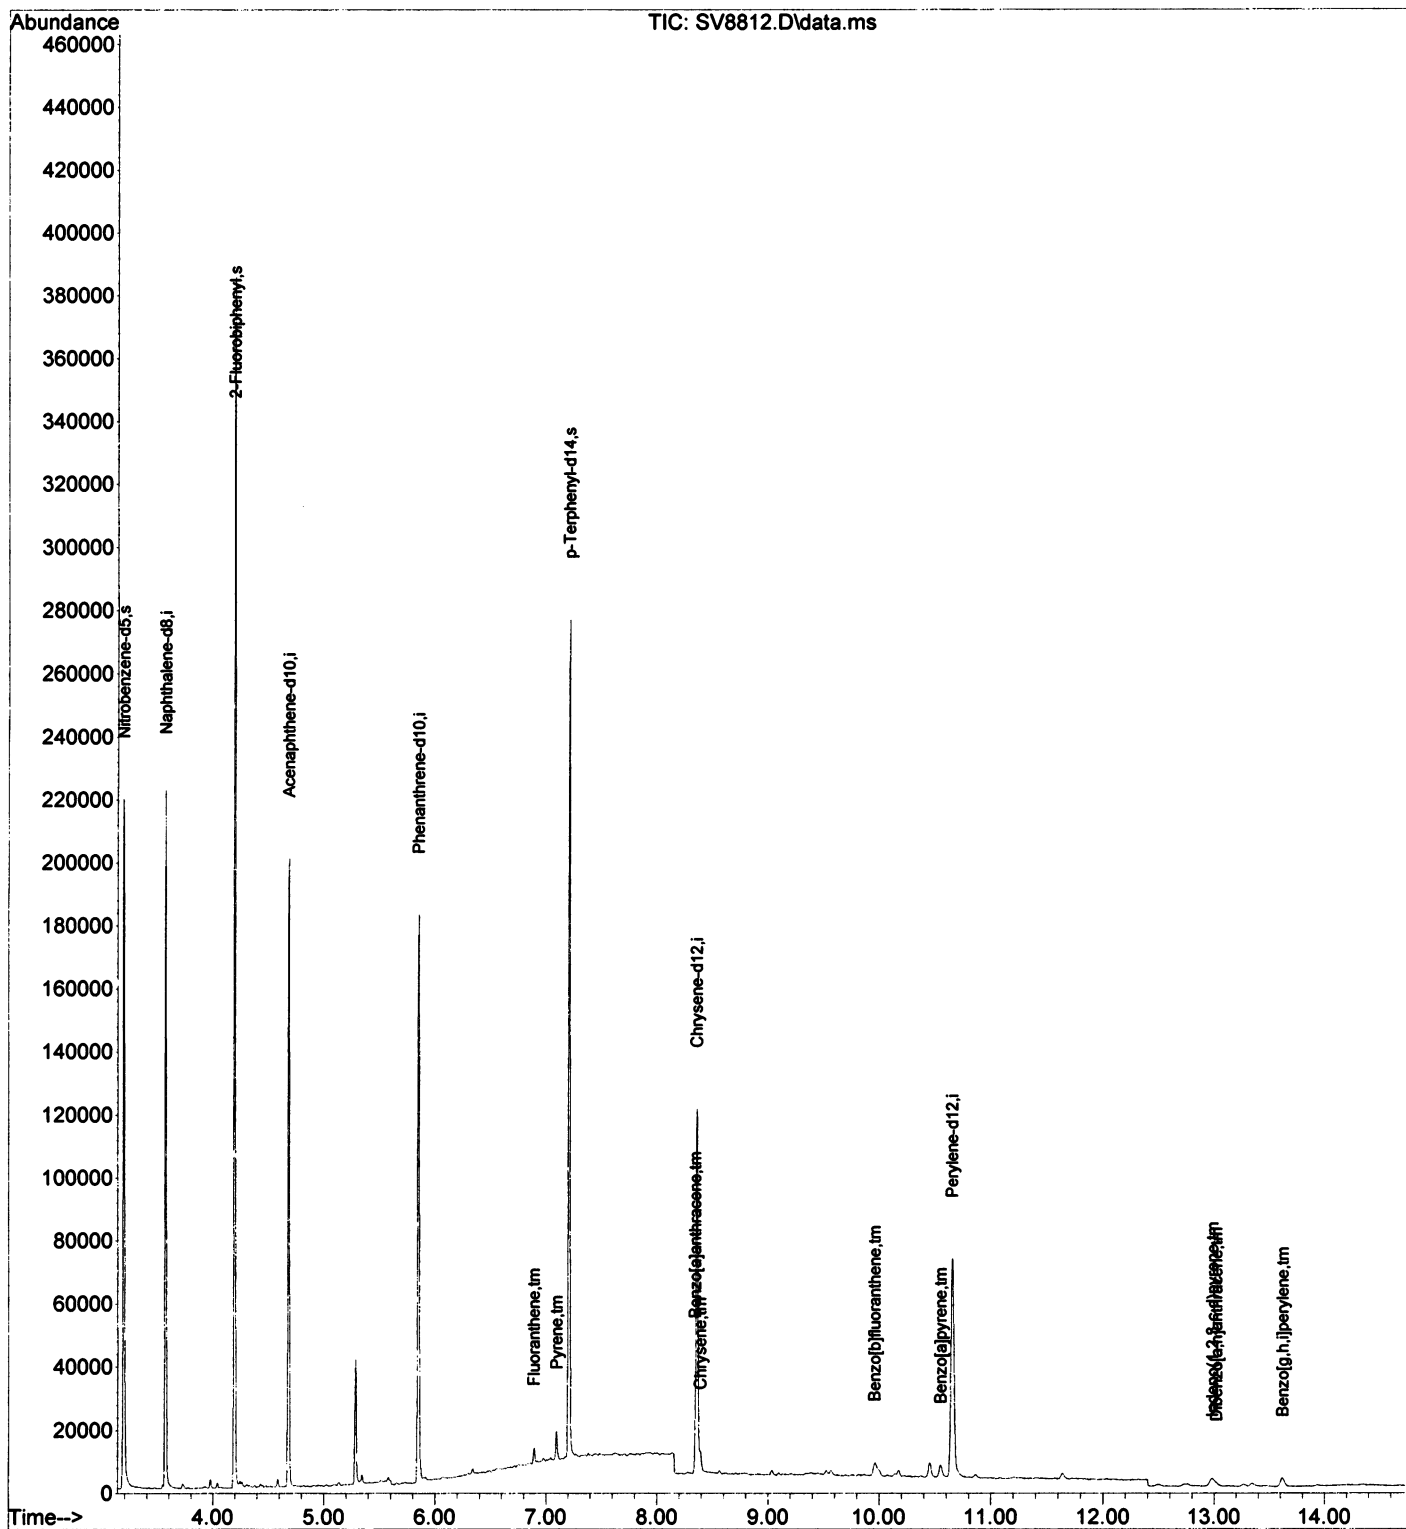 Abundance
TIC: SV8812.D\data.ms
460000
440000
420000
400000
380000
360000
340000
320000
300000
280000
260000
240000
220000
200000
180000
160000
140000
120000
100000
80000
60000
40000
20000
0
Nitrobenzene-d5,s
Naphthalene-d8,i
2-Fluorobiphenyl,s
Acenaphthene-d10,i
Phenanthrene-d10,i
Fluoranthene,tm
Pyrene,tm
p-Terphenyl-d14,s
Chrysene-d12,i
Benzo[a]anthracene,tm
Chrysene,tm
Benzo[b]fluoranthene,tm
Benzo[a]pyrene,tm
Perylene-d12,i
Benzo[g,h,i]perylene,tm
Time-->
4.00 5.00 6.00 7.00 8.00 9.00 10.00 11.00 12.00 13.00 14.00